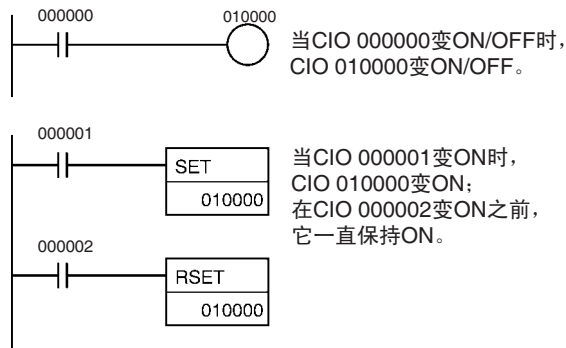 000000
010000
当CIO 000000变ON/OFF时，
CIO 010000变ON/OFF。
000001
SET
010000
当CIO 000001变ON时，
CIO 010000变ON；
在CIO 000002变ON之前，
它一直保持ON。
000002
RSET
010000